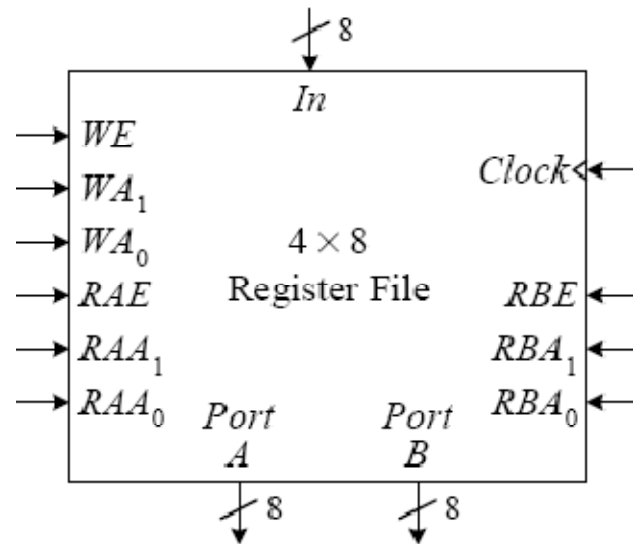 8
In
WE
Clock
WA₁
WA₀
4 × 8
Register File
RAE
RBE
RAA₁
RBA₁
RAA₀
RBA₀
Port
A
Port
B
8
8